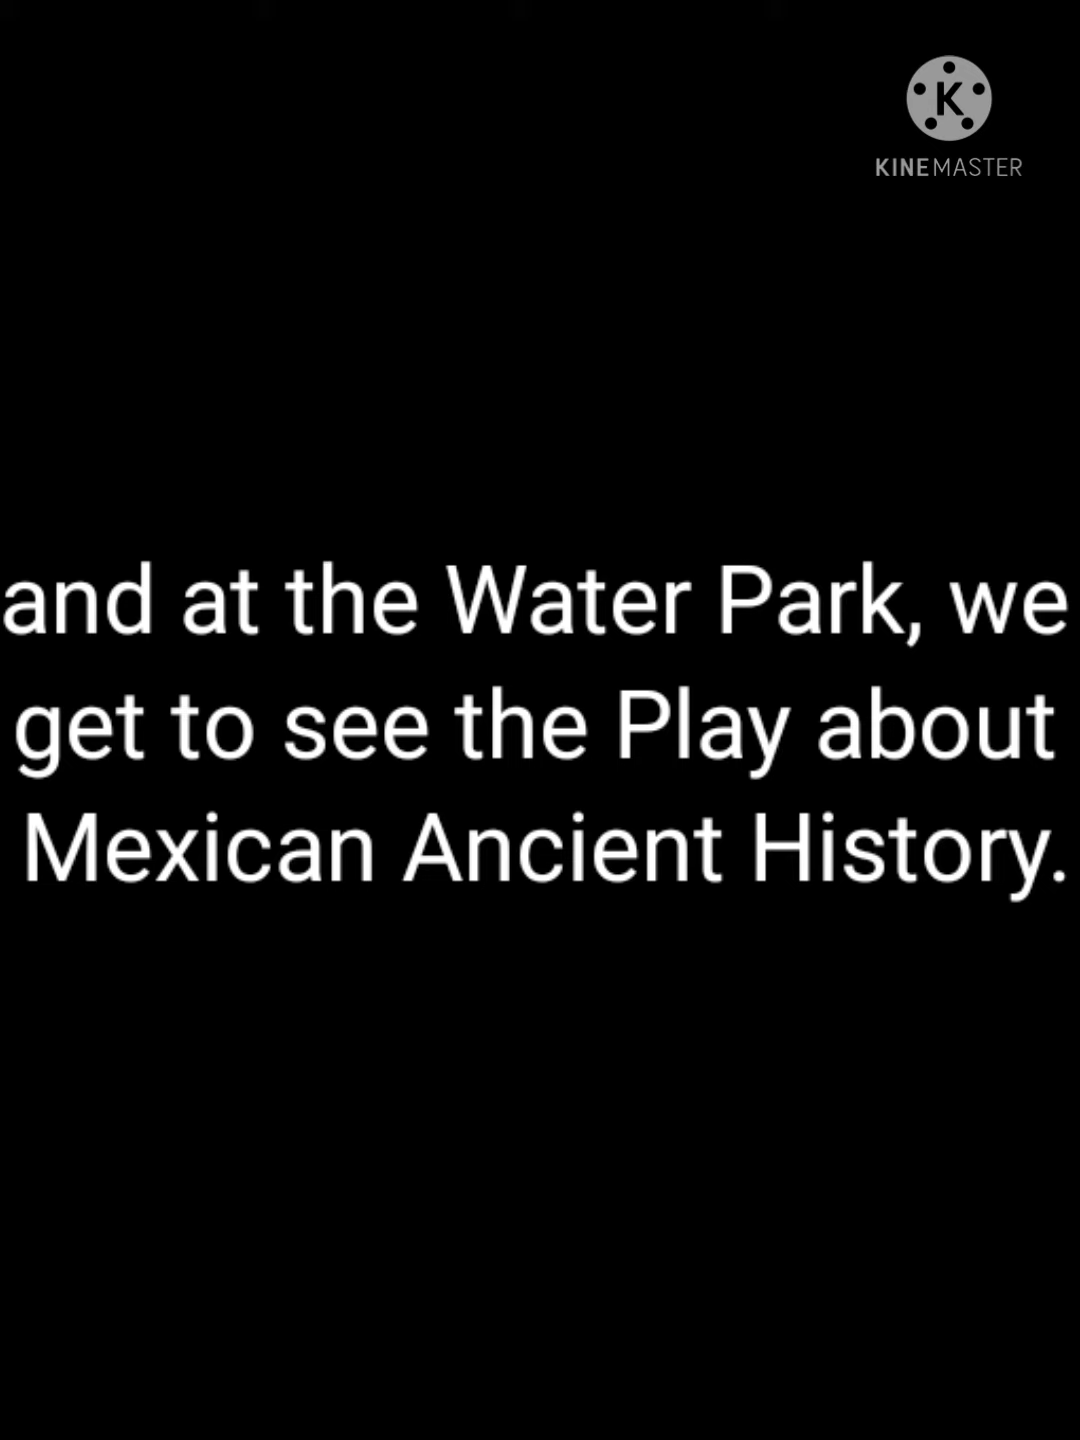 K
KINEMASTER
and at the Water Park, we
get to see the Play about
Mexican Ancient History.